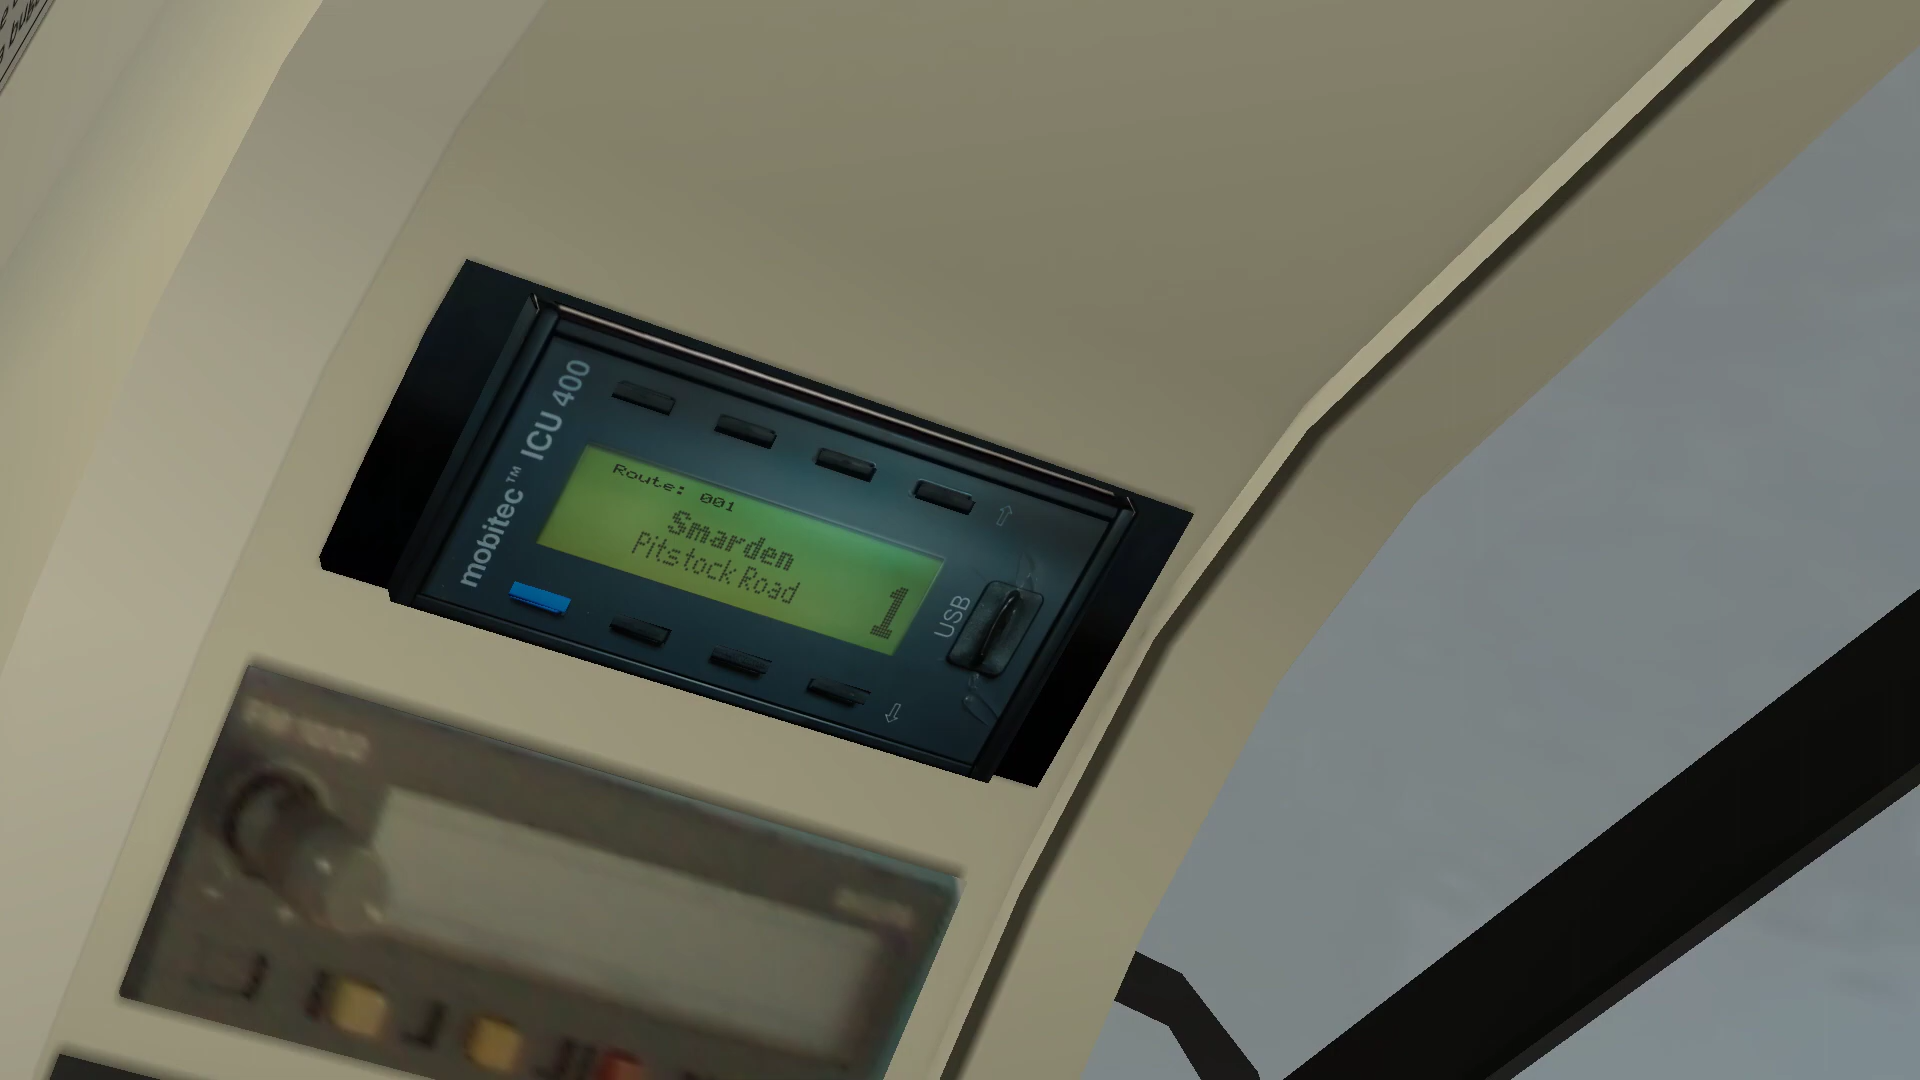 mobitec™ ICU 400
Route: 001
Smarden
Pitstock Road
1
USB